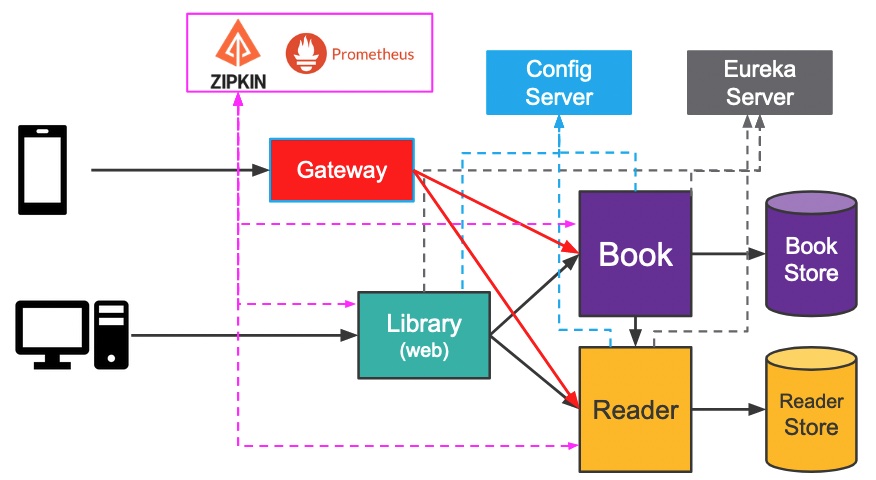 ZIPKIN
Prometheus
Config
Server
Eureka
Server
Gateway
Book
Book
Store
Library
(web)
Reader
Reader
Store